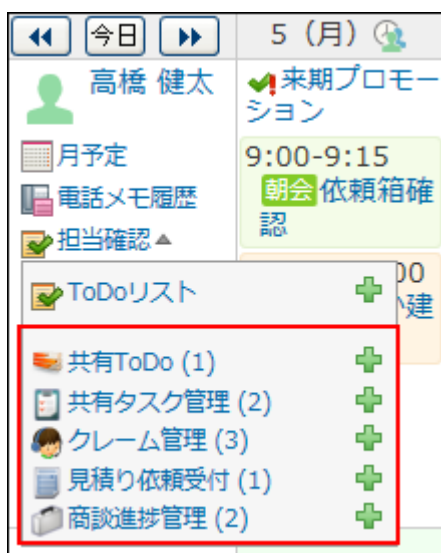 今日
5 (月)
高橋 健太
来期プロモー
ション
月予定
電話メモ履歴
担当確認▲
9:00-9:15
朝会 依頼箱確
認
00
建
ToDoリスト
共有ToDo (1)
共有タスク管理 (2)
クレーム管理 (3)
見積り依頼受付 (1)
商談進捗管理 (2)